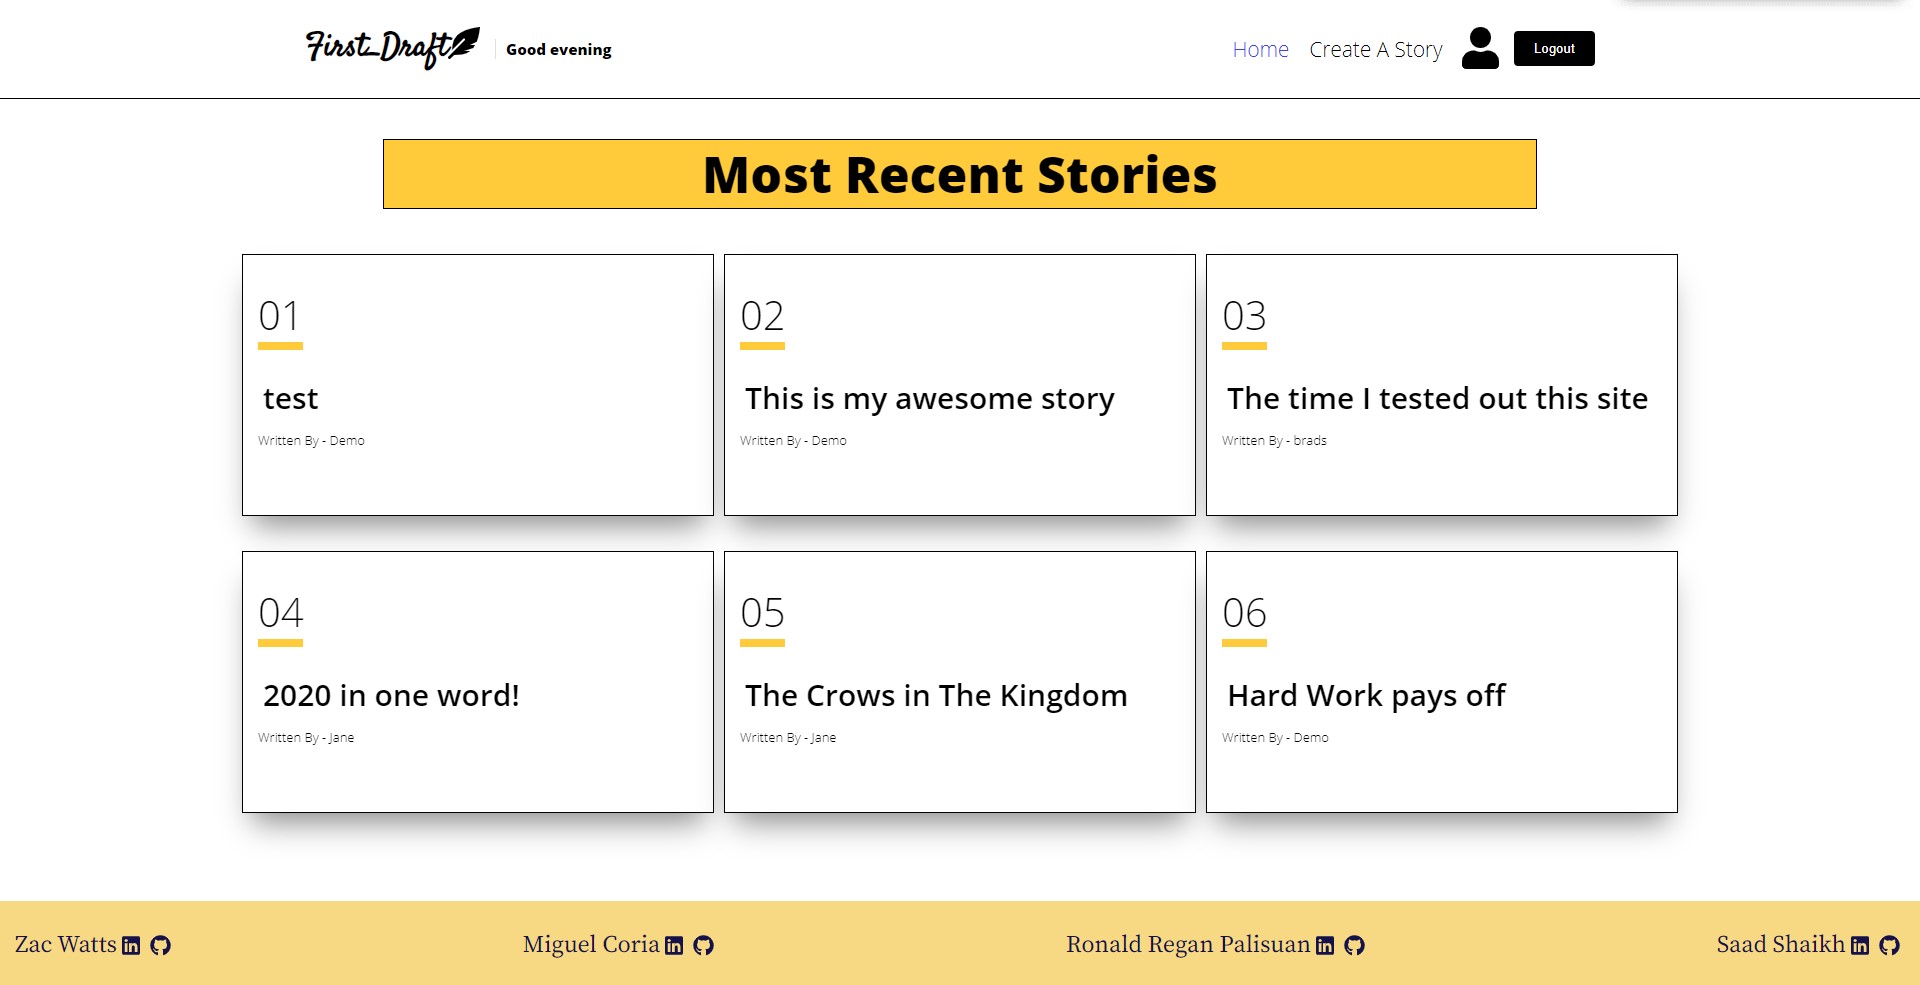 First_Draft
Good evening
Home
Create A Story
Logout
Most Recent Stories
01
test
Written By - Demo
02
This is my awesome story
Written By - Demo
03
The time I tested out this site
Written By - brads
04
2020 in one word!
Written By - Jane
05
The Crows in The Kingdom
Written By - Jane
06
Hard Work pays off
Written By - Demo
Zac Watts
Miguel Coria
Ronald Regan Palisuan
Saad Shaikh